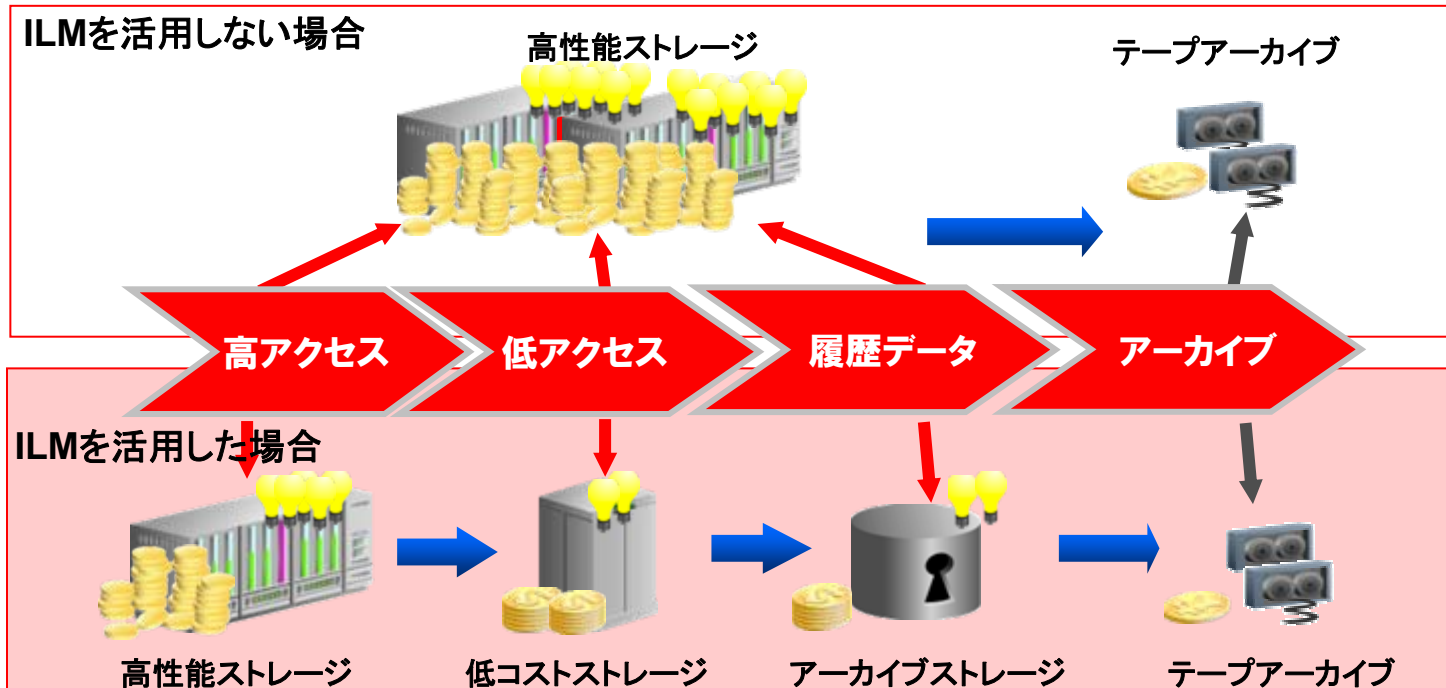 ILMを活用しない場合
高性能ストレージ
テープアーカイブ
高アクセス
低アクセス
履歴データ
アーカイブ
ILMを活用した場合
高性能ストレージ
低コストストレージ
アーカイブストレージ
テープアーカイブ